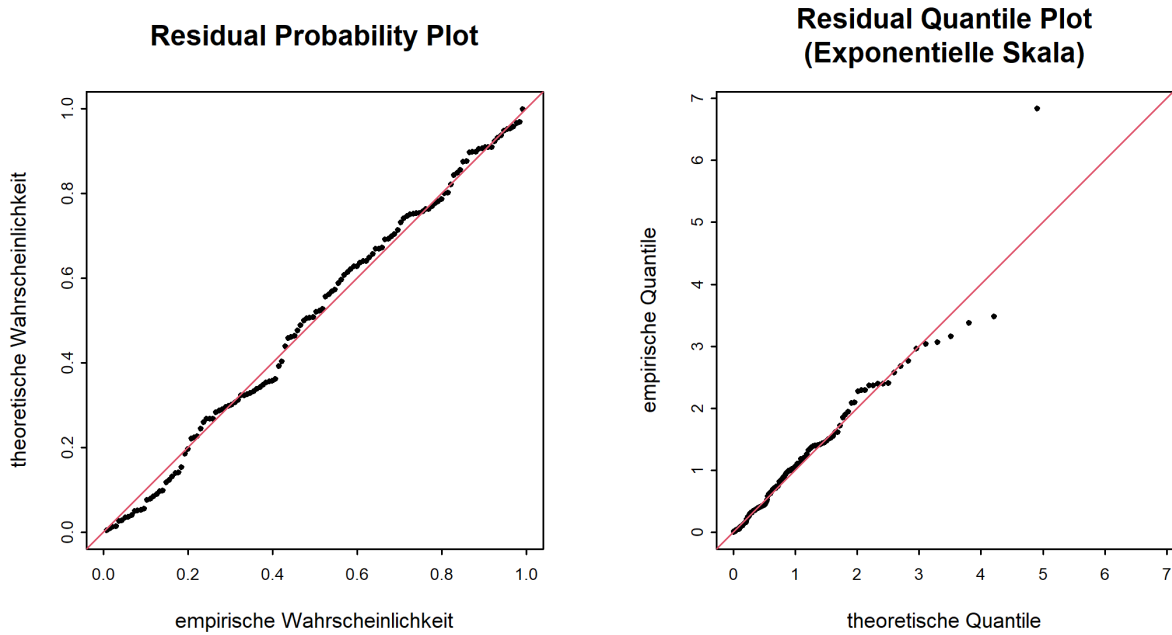 Residual Probability Plot
theoretische Wahrscheinlichkeit
1.0
0.8
0.6
0.4
0.2
0.0
0.0 0.2 0.4 0.6 0.8 1.0
empirische Wahrscheinlichkeit
Residual Quantile Plot
(Exponentielle Skala)
empirische Quantile
7
6
5
4
3
2
1
0
0 1 2 3 4 5 6 7
theoretische Quantile